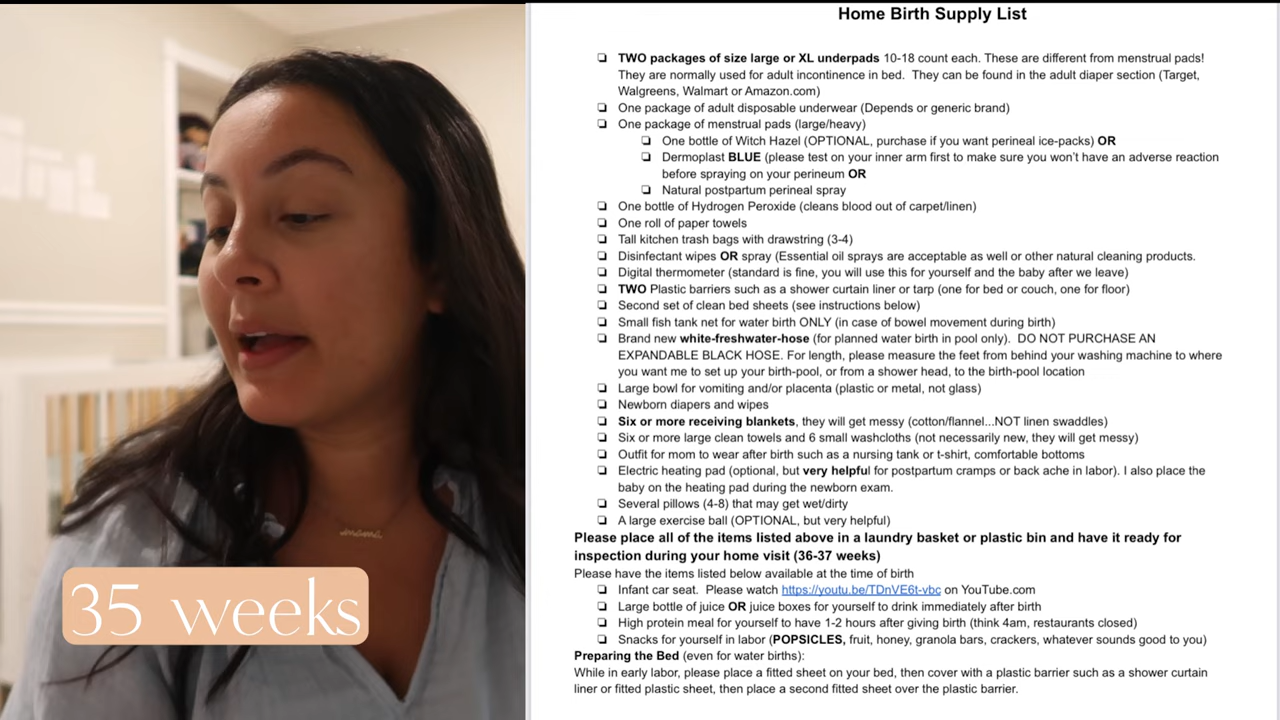 Home Birth Supply List
TWO packages of size large or XL underpads 10-18 count each. These are different from menstrual pads!
They are normally used for adult incontinence in bed. They can be found in the adult diaper section (Target,
Walgreens, Walmart or Amazon.com)
One package of adult disposable underwear (Depends or generic brand)
One package of menstrual pads (large/heavy)
One bottle of Witch Hazel (OPTIONAL, purchase if you want perineal ice-packs) OR
Dermoplast BLUE (please test on your inner arm first to make sure you won't have an adverse reaction
before spraying on your perineum OR
Natural postpartum perineal spray
One bottle of Hydrogen Peroxide (cleans blood out of carpet/linen)
One roll of paper towels
Tall kitchen trash bags with drawstring (3-4)
Disinfectant wipes OR spray (Essential oil sprays are acceptable as well or other natural cleaning products.
Digital thermometer (standard is fine, you will use this for yourself and the baby after we leave)
TWO Plastic barriers such as a shower curtain liner or tarp (one for bed or couch, one for floor)
Second set of clean bed sheets (see instructions below)
Small fish tank net for water birth ONLY (in case of bowel movement during birth)
Brand new white-freshwater-hose (for planned water birth in pool only). DO NOT PURCHASE AN
EXPANDABLE BLACK HOSE. For length, please measure the feet from behind your washing machine to where
you want me to set up your birth-pool, or from a shower head, to the birth-pool location
Large bowl for vomiting and/or placenta (plastic or metal, not glass)
Newborn diapers and wipes
Six or more receiving blankets, they will get messy (cotton/flannel...NOT linen swaddles)
Six or more large clean towels and 6 small washcloths (not necessarily new, they will get messy)
Outfit for mom to wear after birth such as a nursing tank or t-shirt, comfortable bottoms
Electric heating pad (optional, but very helpful for postpartum cramps or back ache in labor). I also place the
baby on the heating pad during the newborn exam.
Several pillows (4-8) that may get wet/dirty
A large exercise ball (OPTIONAL, but very helpful)
Please place all of the items listed above in a laundry basket or plastic bin and have it ready for
inspection during your home visit (36-37 weeks)
Please have the items listed below available at the time of birth
Infant car seat. Please watch https://youtu.be/TDnVE6t-vbc on YouTube.com
Large bottle of juice OR juice boxes for yourself to drink immediately after birth
High protein meal for yourself to have 1-2 hours after giving birth (think 4am, restaurants closed)
Snacks for yourself in labor (POPSICLES, fruit, honey, granola bars, crackers, whatever sounds good to you)
Preparing the Bed (even for water births):
While in early labor, please place a fitted sheet on your bed, then cover with a plastic barrier such as a shower curtain
liner or fitted plastic sheet, then place a second fitted sheet over the plastic barrier.
35 weeks